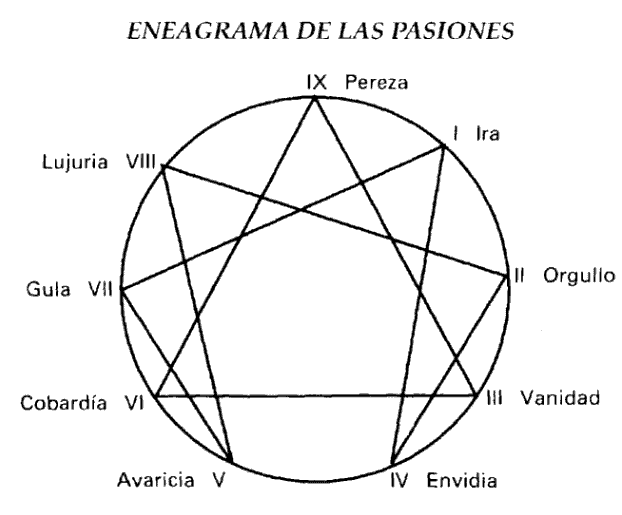 ENEAGRAMA DE LAS PASIONES
IX Pereza
I Ira
Lujuria VIII
II Orgullo
Gula VII
Cobardía VI
III Vanidad
Avaricia V
IV Envidia